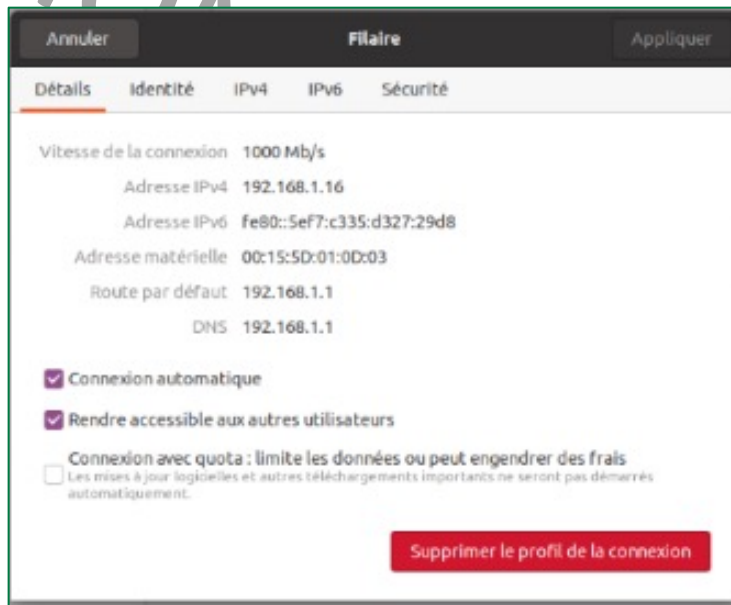 Annuler Filaire Appliquer
Détails Identité IPv4 IPv6 Sécurité
Vitesse de la connexion 1000 Mb/s
Adresse IPv4 192.168.1.16
Adresse IPv6 fe80::5ef7:c335:d327:29d8
Adresse matérielle 00:15:5D:01:0D:03
Route par défaut 192.168.1.1
DNS 192.168.1.1
Connexion automatique
Rendre accessible aux autres utilisateurs
Connexion avec quota : limite les données ou peut engendrer des frais
Les mises à jour logicielles et autres téléchargements importants ne seront pas démarrés
automatiquement.
Supprimer le profil de la connexion